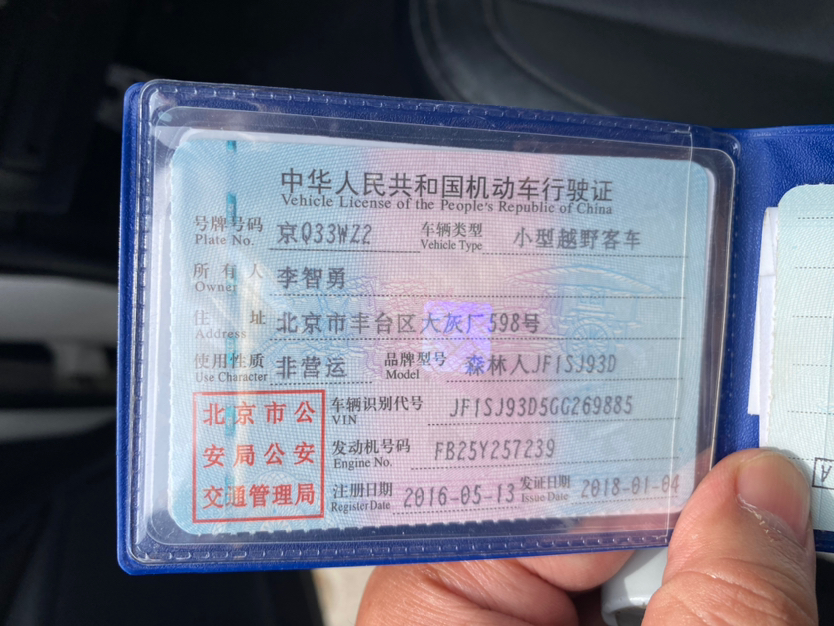 中华人民共和国机动车行驶证
Vehicle License of the People's Republic of China
号牌号码 京Q33WZ2 车辆类型 小型越野客车
Plate No. Vehicle Type
所有人 李智勇
Owner
住址 北京市丰台区大灰厂598号
Address
使用性质 非营运 品牌型号 森林人JF1SJ93D
Use Character Model
车辆识别代号 JF1SJ93D5GG269885
VIN
发动机号码 FB25Y257239
Engine No.
注册日期 2016-05-13 发证日期 2018-01-04
Register Date Issue Date
北京市公
安局公安
交通管理局
A